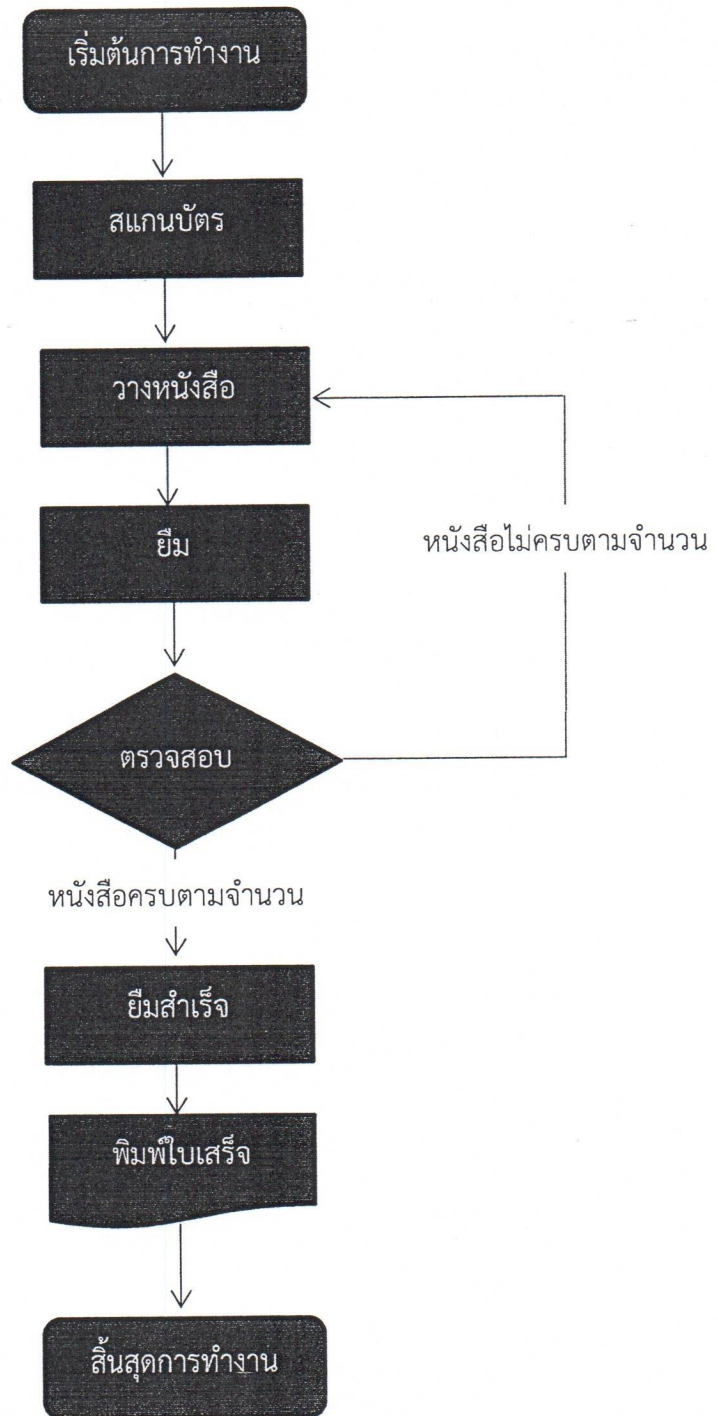 เริ่มต้นการทำงาน
สแกนบัตร
วางหนังสือ
ยืม
หนังสือไม่ครบตามจำนวน
ตรวจสอบ
หนังสือครบตามจำนวน
ยืมสำเร็จ
พิมพ์ใบเสร็จ
สิ้นสุดการทำงาน